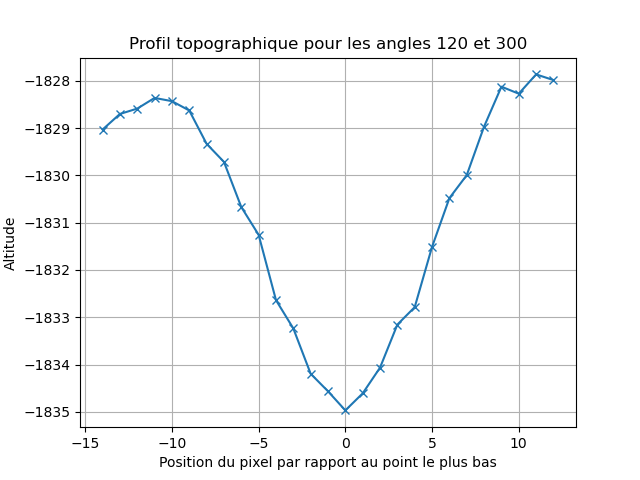 Profil topographique pour les angles 120 et 300
−1828
−1829
−1830
−1831
−1832
−1833
−1834
−1835
Altitude
−15 −10 −5 0 5 10
Position du pixel par rapport au point le plus bas